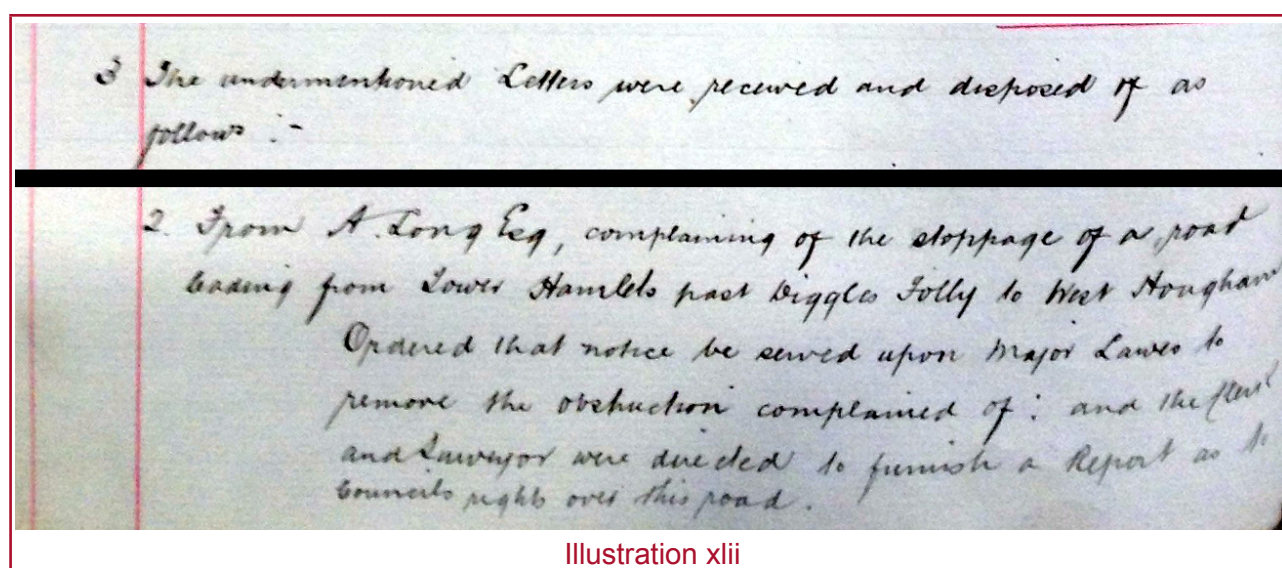 3 The undermentioned Letters were received and disposed of as
follows :-
2. From A. Long Esq, complaining of the stoppage of a road
leading from Lower Hamlets past Wiggles Folly to West Hougham
Ordered that notice be served upon Major Lawes to
remove the obstruction complained of : and the Clerk
and Surveyor were directed to furnish a Report as to
Councils rights over this road.
Illustration xlii